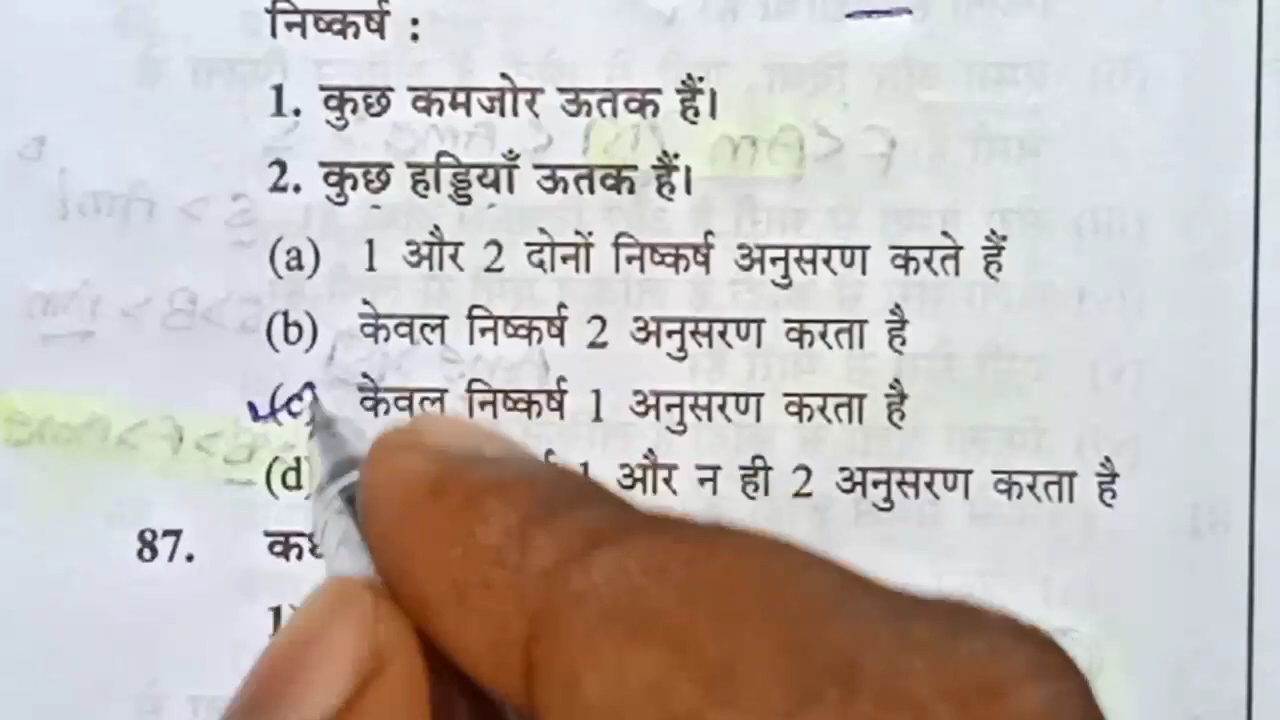 निष्कर्ष :
1. कुछ कमजोर ऊतक हैं।
2. कुछ हड्डियाँ ऊतक हैं।
(a) 1 और 2 दोनों निष्कर्ष अनुसरण करते हैं
(b) केवल निष्कर्ष 2 अनुसरण करता है
(c) केवल निष्कर्ष 1 अनुसरण करता है
(d) 1 और न ही 2 अनुसरण करता है
87.